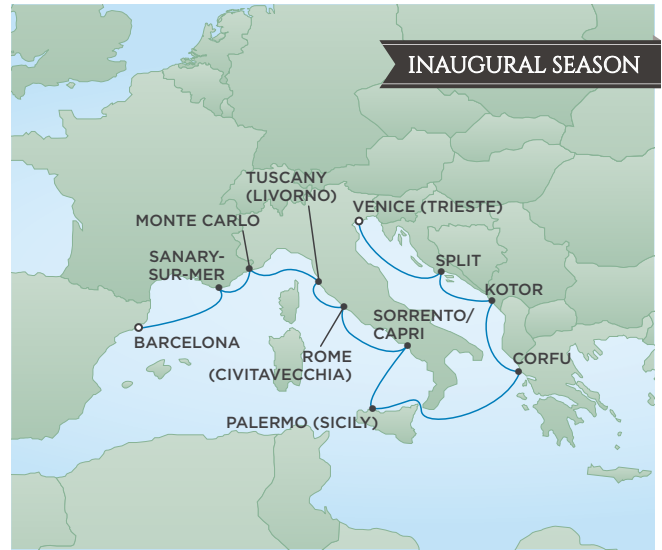 INAUGURAL SEASON
TUSCANY
(LIVORNO)
VENICE (TRIESTE)
MONTE CARLO
SANARY-
SUR-MER
SPLIT
KOTOR
SORRENTO/
CAPRI
BARCELONA
ROME
(CIVITAVECCHIA)
CORFU
PALERMO (SICILY)